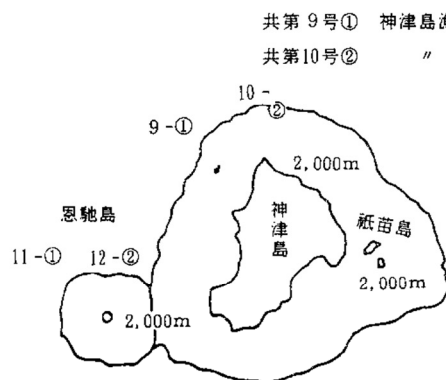 共第9号① 神津島漁
共第10号② 〃
10-②
9-①
2,000m
恩馳島
神津島
祇苗島
11-① 12-②
2,000m
2,000m